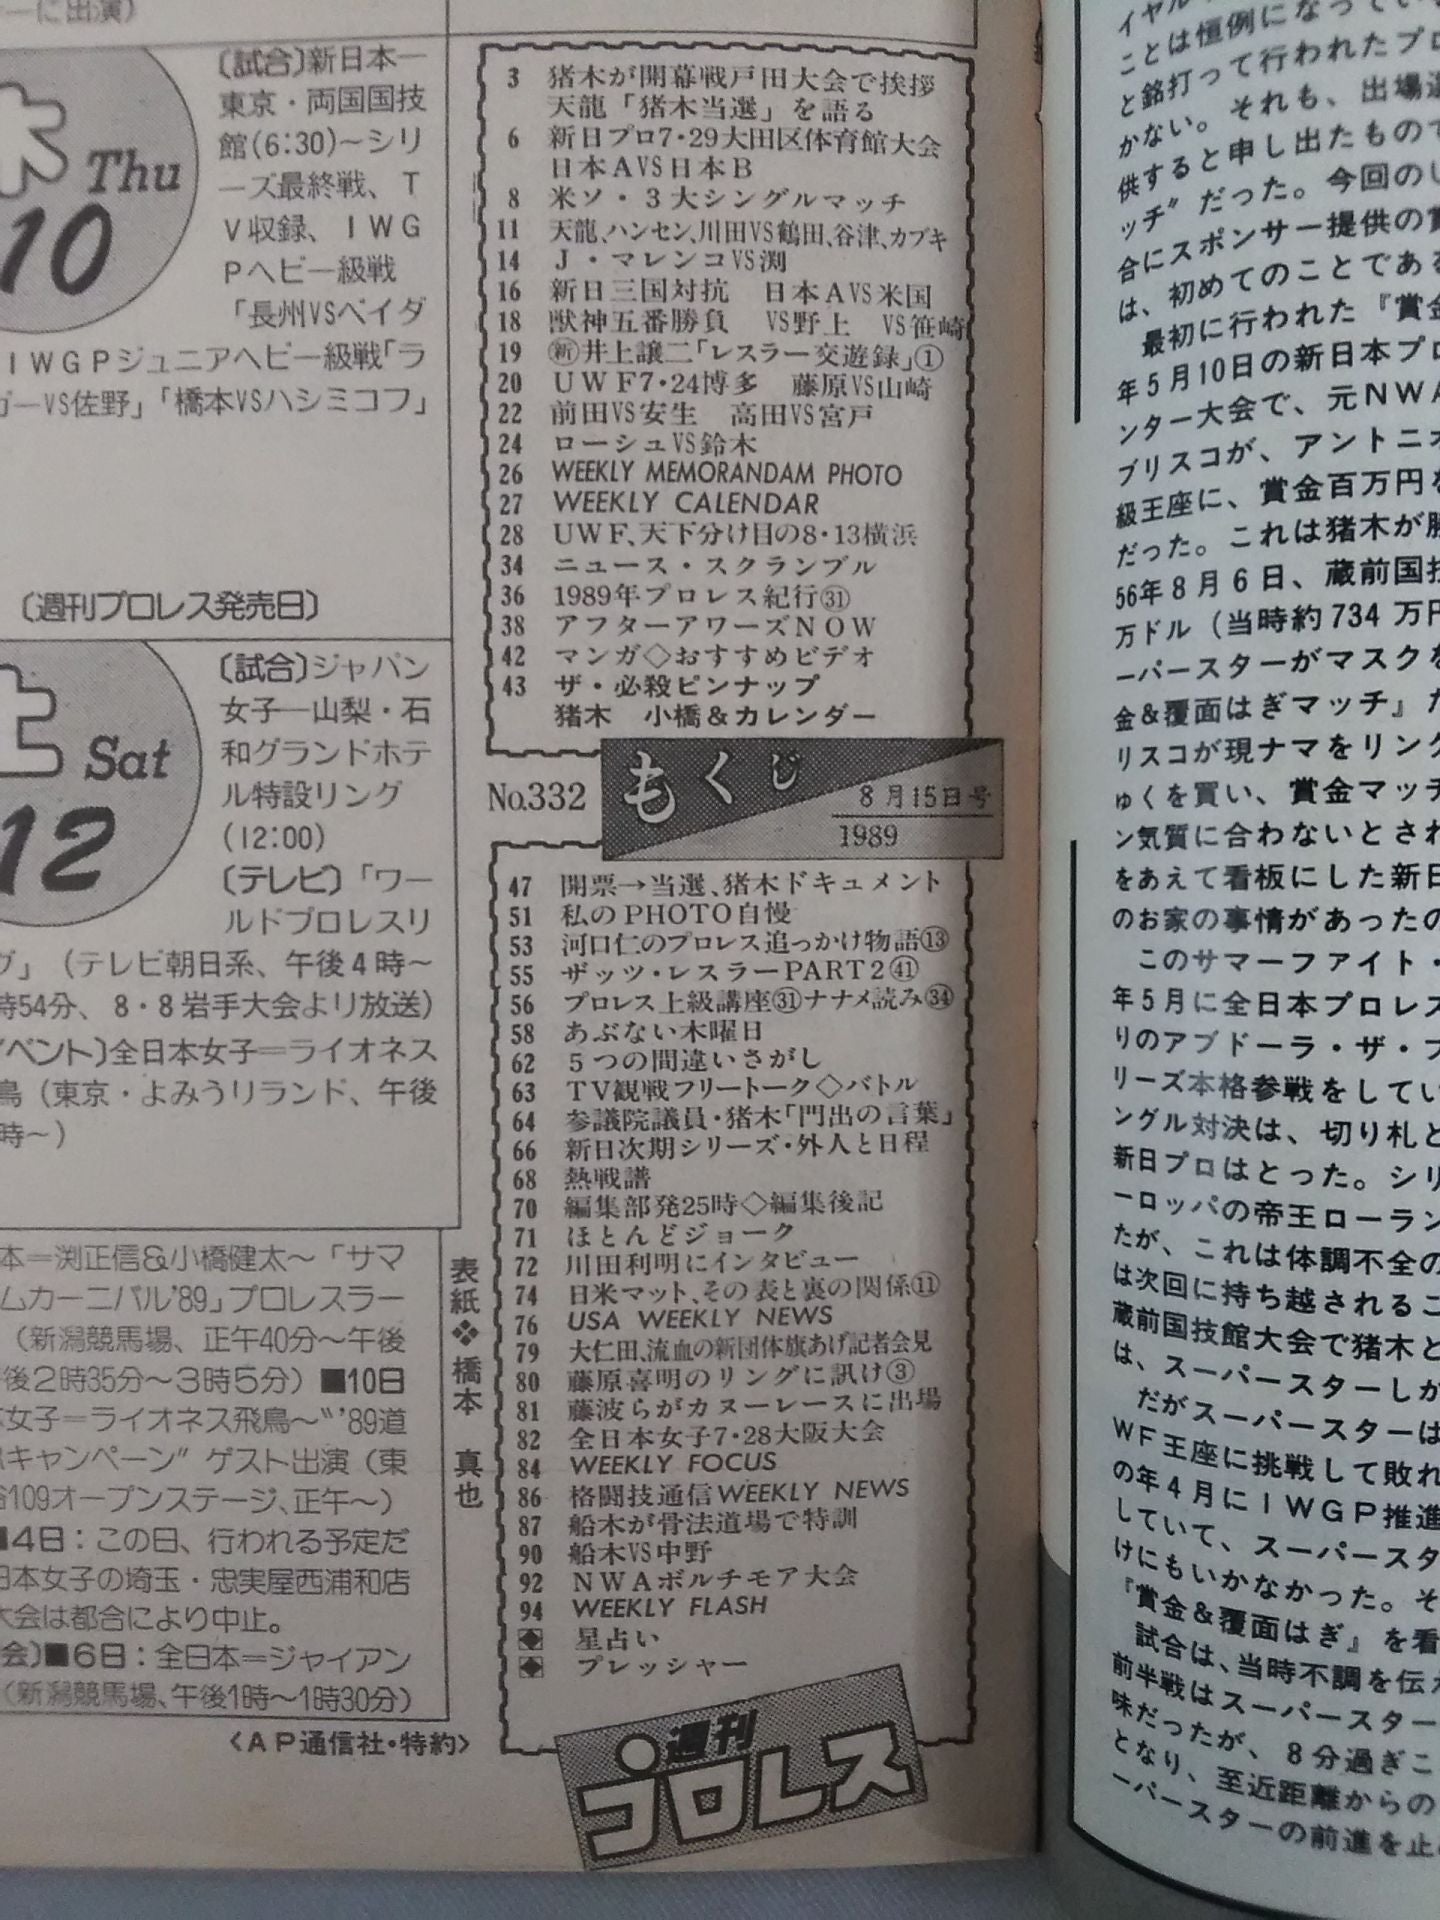 ーに出演)
木 Thu
10
〔試合〕新日本―
東京・両国国技
館(6:30)～シリ
ーズ最終戦、T
V収録、IWG
Pヘビー級戦
「長州VSベイダ
IWGPジュニアヘビー級戦「ラ
ガーVS佐野」「橋本VSハシミコフ」
〔週刊プロレス発売日〕
土 Sat
12
〔試合〕ジャパン
女子―山梨・石
和グランドホテ
ル特設リング
(12:00)
〔テレビ〕「ワー
ルドプロレスリ
グ」(テレビ朝日系、午後4時～
時54分、8・8岩手大会より放送)
イベント〕全日本女子＝ライオネス
鳥(東京・よみうりランド、午後
時～)
本＝渕正信&小橋健太～「サマ
ムカーニバル'89」プロレスラー
(新潟競馬場、正午40分～午後
後2時35分～3時5分)■10日
女子＝ライオネス飛鳥～"'89道
キャンペーン"ゲスト出演(東
109オープンステージ、正午～)
■4日：この日、行われる予定だ
日本女子の埼玉・忠実屋西浦和店
大会は都合により中止。
会)■6日：全日本＝ジャイアン
(新潟競馬場、午後1時～1時30分)
〈AP通信社・特約〉
3 猪木が開幕戦戸田大会で挨拶
天龍「猪木当選」を語る
6 新日プロ7・29大田区体育館大会
日本AVS日本B
8 米ソ・3大シングルマッチ
11 天龍、ハンセン、川田VS鶴田、谷津、カブキ
14 J・マレンコVS渕
16 新日三国対抗 日本AVS米国
18 獣神五番勝負 VS野上 VS笹崎
19 ㊟井上譲二「レスラー交遊録」①
20 UWF7・24博多 藤原VS山崎
22 前田VS安生 高田VS宮戸
24 ローシュVS鈴木
26 WEEKLY MEMORANDAM PHOTO
27 WEEKLY CALENDAR
28 UWF、天下分け目の8・13横浜
34 ニュース・スクランブル
36 1989年プロレス紀行㉛
38 アフターアワーズNOW
42 マンガ◇おすすめビデオ
43 ザ・必殺ピンナップ
猪木 小橋&カレンダー
No.332 もくじ
8月15日号
1989
47 開票→当選、猪木ドキュメント
51 私のPHOTO自慢
53 河口仁のプロレス追っかけ物語⑬
55 ザッツ・レスラーPART2㊶
56 プロレス上級講座㉛ナナメ読み㉞
58 あぶない木曜日
62 5つの間違いさがし
63 TV観戦フリートーク◇バトル
64 参議院議員・猪木「門出の言葉」
66 新日次期シリーズ・外人と日程
68 熱戦譜
70 編集部発25時◇編集後記
71 ほとんどジョーク
72 川田利明にインタビュー
74 日米マット、その表と裏の関係⑪
76 USA WEEKLY NEWS
79 大仁田、流血の新団体旗あげ記者会見
80 藤原喜明のリングに訊け③
81 藤波らがカヌーレースに出場
82 全日本女子7・28大阪大会
84 WEEKLY FOCUS
86 格闘技通信WEEKLY NEWS
87 船木が骨法道場で特訓
90 船木VS中野
92 NWAボルチモア大会
94 WEEKLY FLASH
◆ 星占い
◆ プレッシャー
表紙❖橋本 真也
週刊
プロレス
イヤル
ことは恒例になってい
と銘打って行われたプロ
かない。それも、出場選
供すると申し出たもので
ッチ"だった。今回のい
合にスポンサー提供の賞
は、初めてのことである
最初に行われた『賞金
年5月10日の新日本プロ
ンター大会で、元NWA
ブリスコが、アントニオ
級王座に、賞金百万円を
だった。これは猪木が勝
56年8月6日、蔵前国技
万ドル(当時約734万円
ーパースターがマスクを
金&覆面はぎマッチ』だ
リスコが現ナマをリング
ゅくを買い、賞金マッチ
ン気質に合わないとされ
をあえて看板にした新日
のお家の事情があったの
このサマーファイト・
年5月に全日本プロレス
りのアブドーラ・ザ・ブ
リーズ本格参戦をしてい
ングル対決は、切り札と
新日プロはとった。シリ
ーロッパの帝王ローラン
たが、これは体調不全の
は次回に持ち越されるこ
蔵前国技館大会で猪木と
は、スーパースターしか
だがスーパースターは
WF王座に挑戦して敗れ
の年4月にIWGP推進
していて、スーパースタ
けにもいかなかった。そ
『賞金&覆面はぎ』を看
試合は、当時不調を伝え
前半戦はスーパースター
味だったが、8分過ぎこ
となり、至近距離からの
ーパースターの前進を止